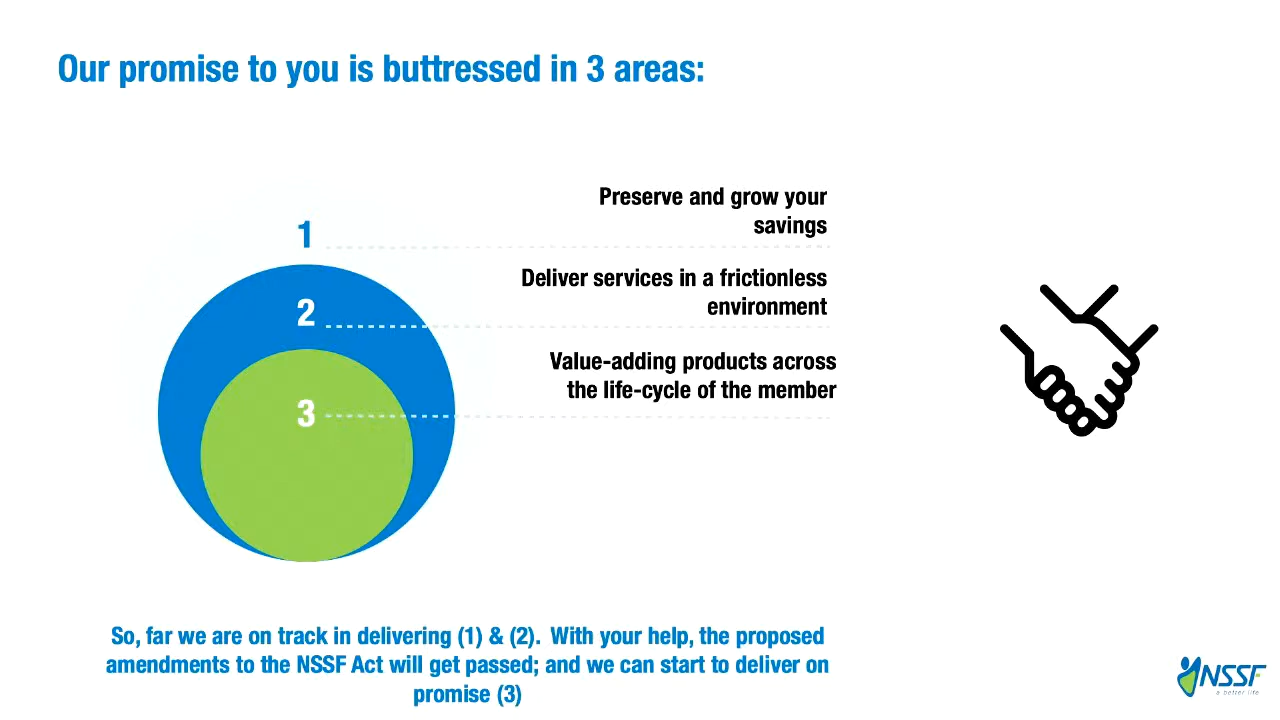 Our promise to you is buttressed in 3 areas:
1
Preserve and grow your
savings
2
Deliver services in a frictionless
environment
3
Value-adding products across
the life-cycle of the member
So, far we are on track in delivering (1) & (2).  With your help, the proposed
amendments to the NSSF Act will get passed; and we can start to deliver on
promise (3)
NSSF
a better life